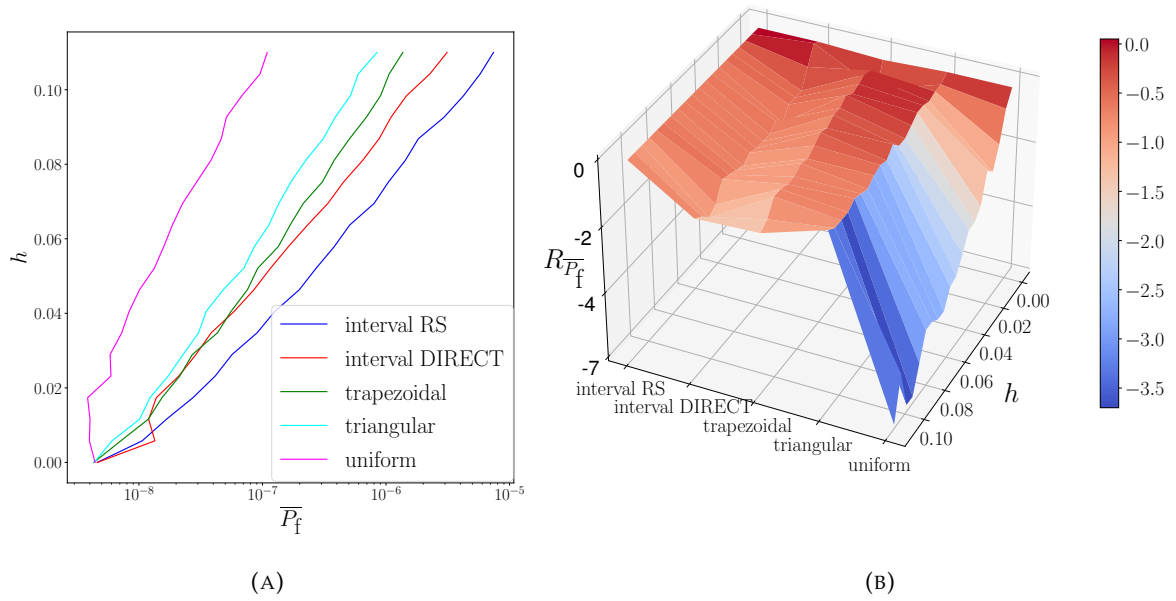 0.10
0.08
0.06
0.04
0.02
0.00
h
10⁻⁸
10⁻⁷
10⁻⁶
10⁻⁵
P̅f
interval RS
interval DIRECT
trapezoidal
triangular
uniform
(A)
0
-2
-4
-7
R P̅f
interval RS
interval DIRECT
trapezoidal
triangular
uniform
0.00
0.02
0.04
0.06
0.08
0.10
h
0.0
−0.5
−1.0
−1.5
−2.0
−2.5
−3.0
−3.5
(B)